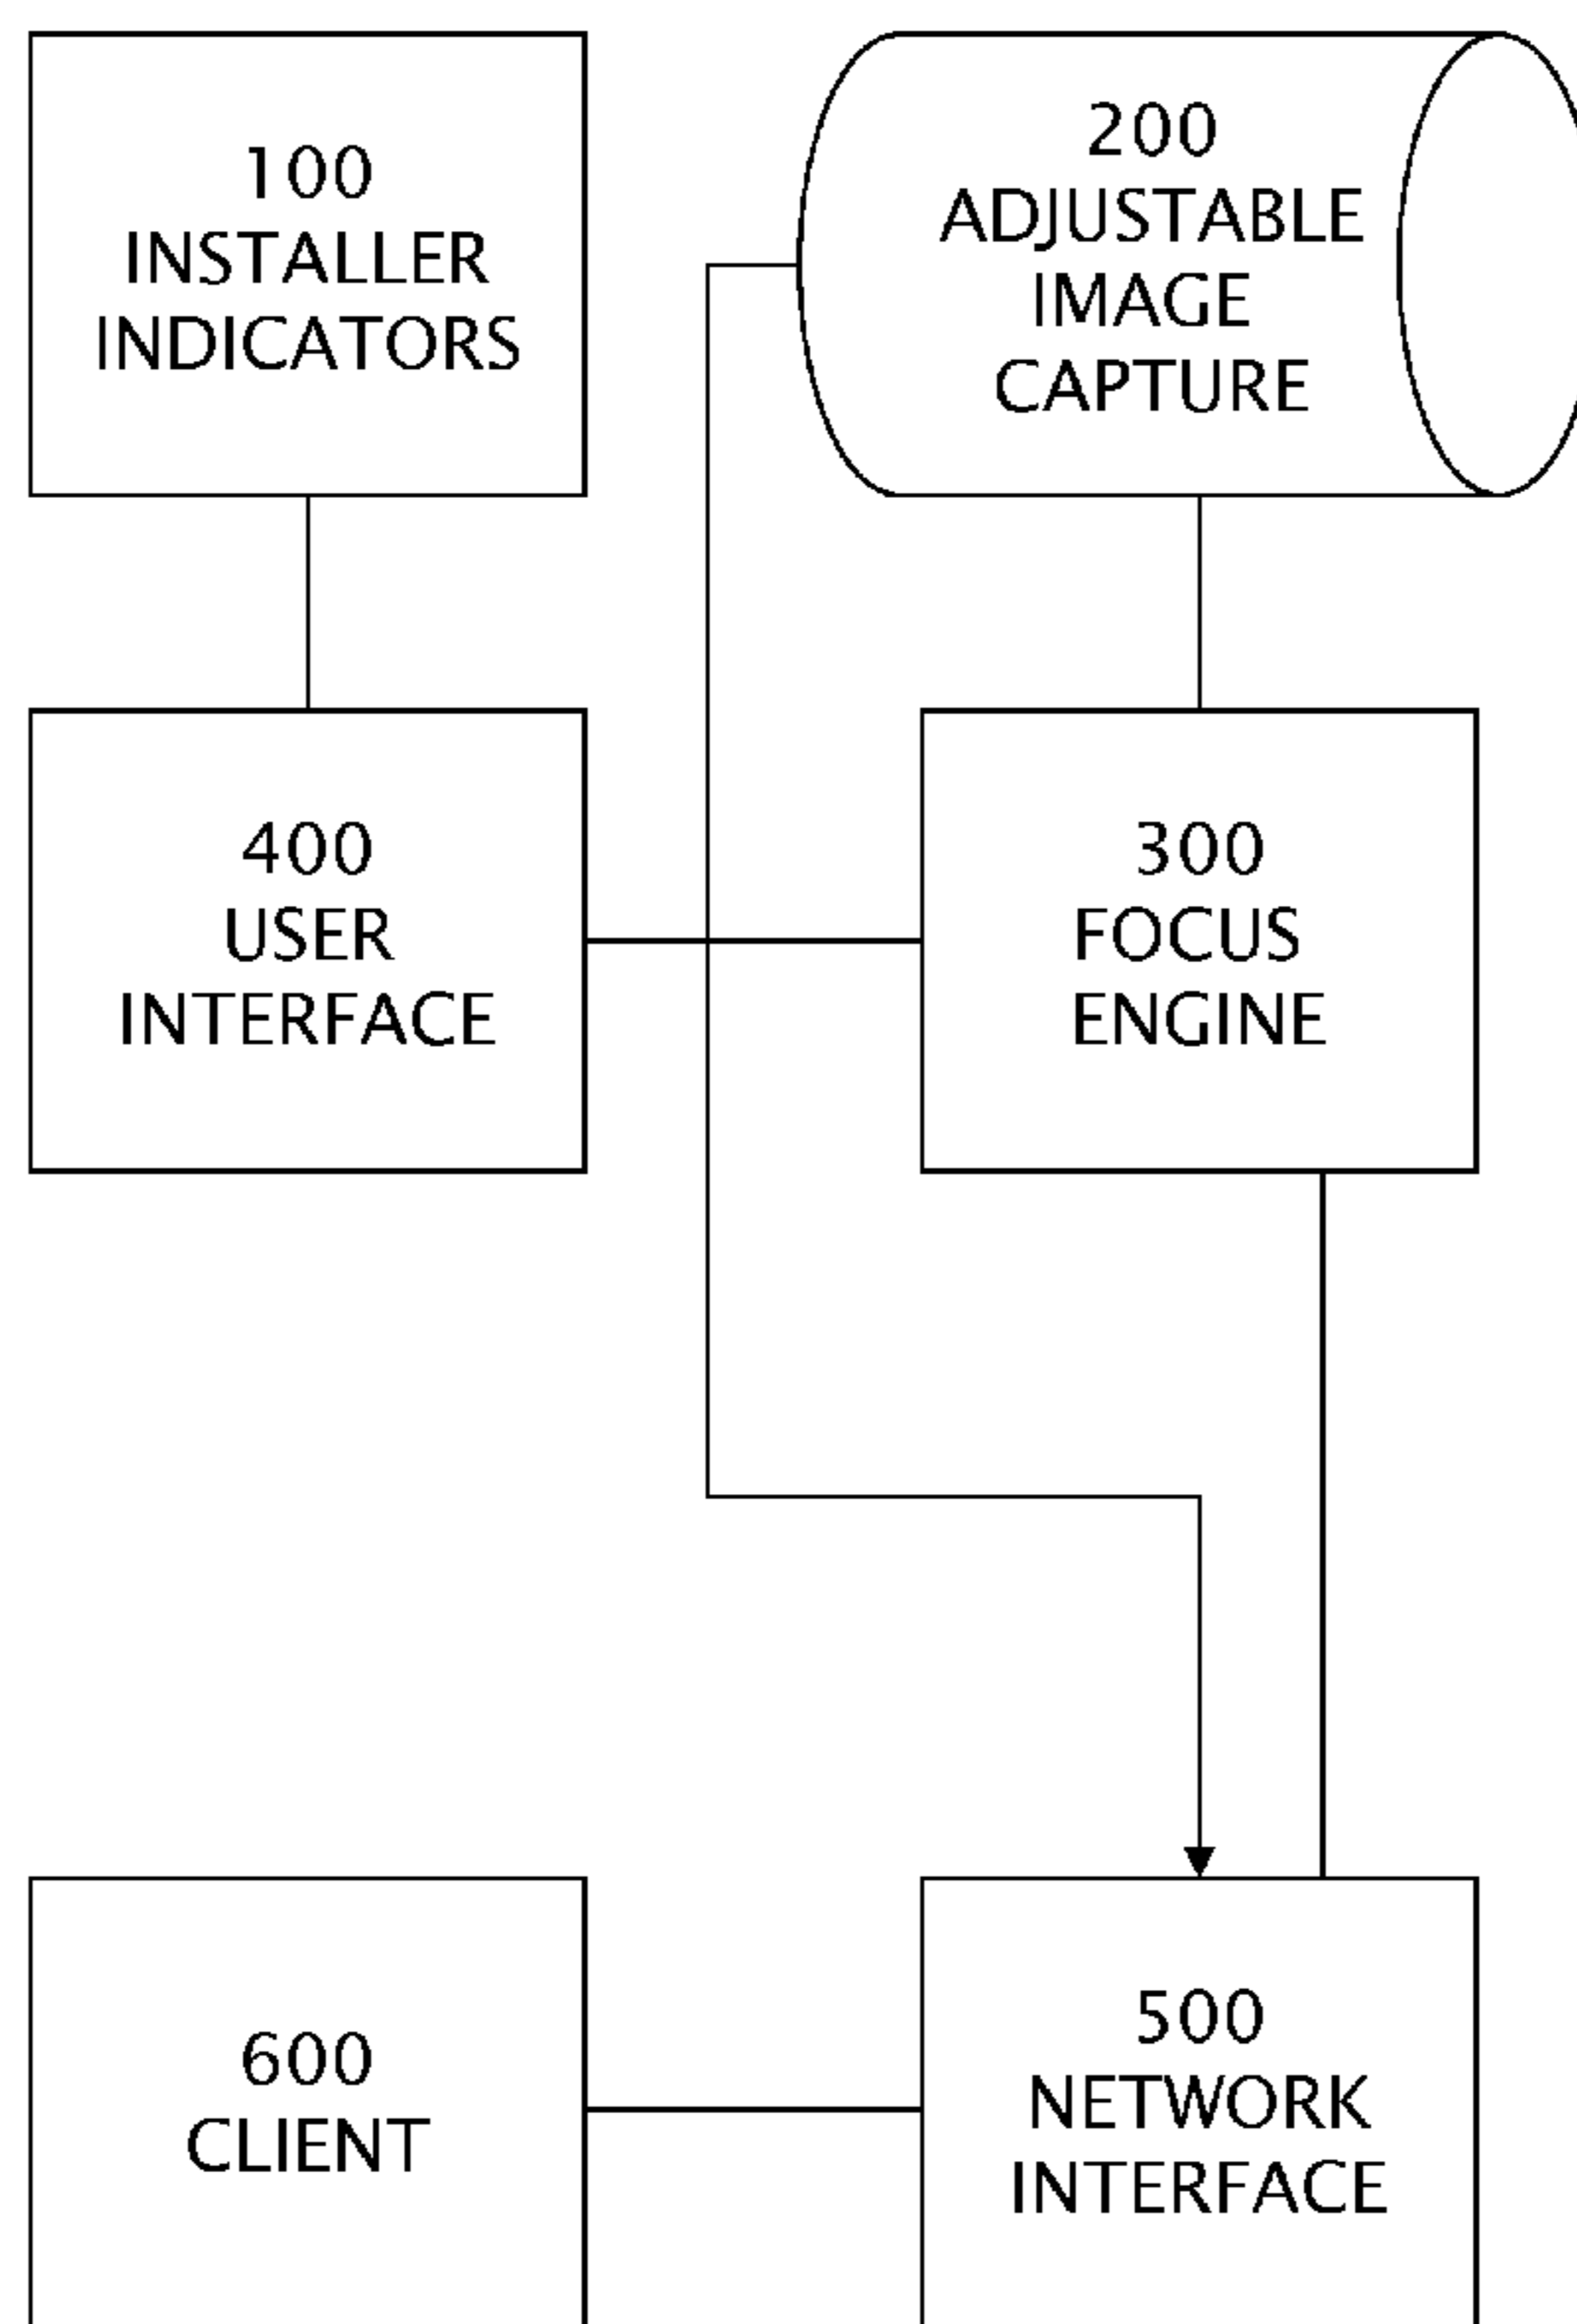 100
INSTALLER
INDICATORS
200
ADJUSTABLE
IMAGE
CAPTURE
400
USER
INTERFACE
300
FOCUS
ENGINE
600
CLIENT
500
NETWORK
INTERFACE